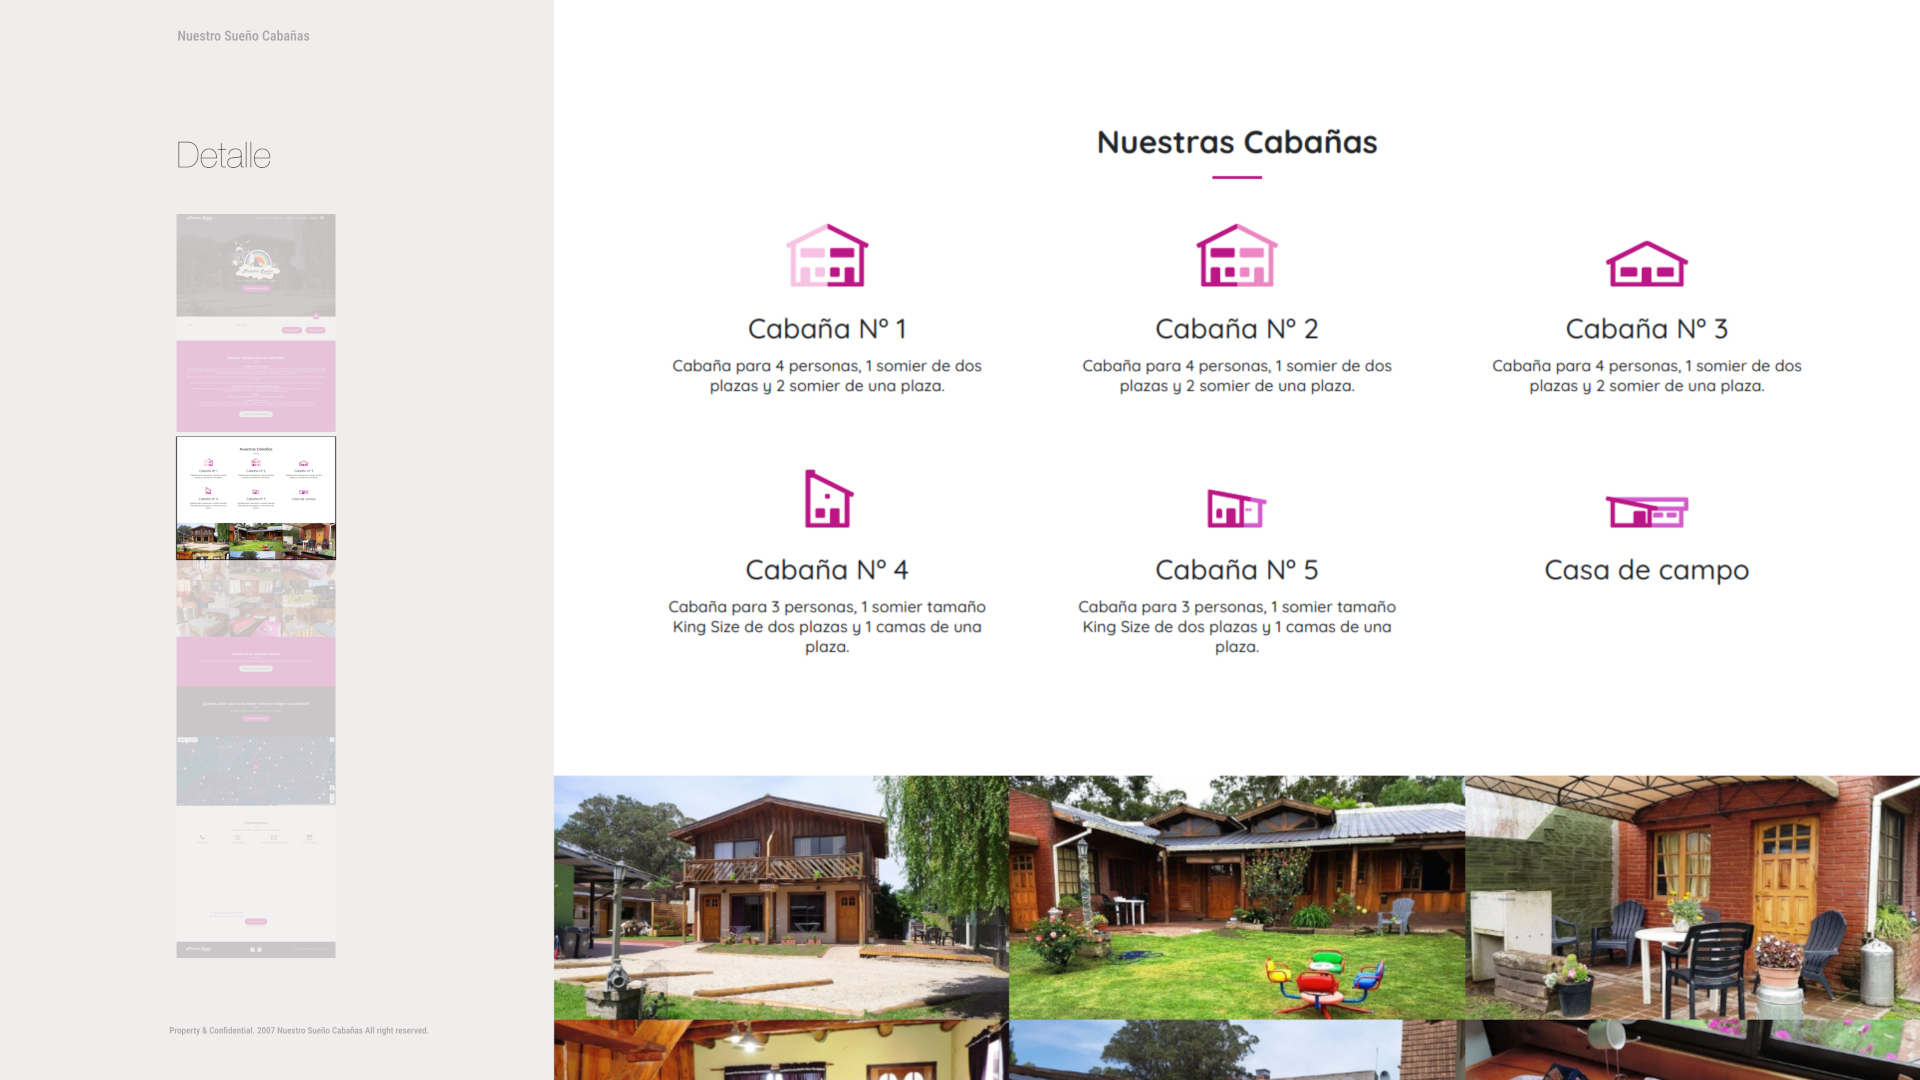 Nuestro Sueño Cabañas
Detalle
Property & Confidential. 2007 Nuestro Sueño Cabañas All right reserved.
Nuestras Cabañas
Cabaña Nº 1
Cabaña para 4 personas, 1 somier de dos
plazas y 2 somier de una plaza.
Cabaña Nº 2
Cabaña para 4 personas, 1 somier de dos
plazas y 2 somier de una plaza.
Cabaña Nº 3
Cabaña para 4 personas, 1 somier de dos
plazas y 2 somier de una plaza.
Cabaña Nº 4
Cabaña para 3 personas, 1 somier tamaño
King Size de dos plazas y 1 camas de una
plaza.
Cabaña Nº 5
Cabaña para 3 personas, 1 somier tamaño
King Size de dos plazas y 1 camas de una
plaza.
Casa de campo